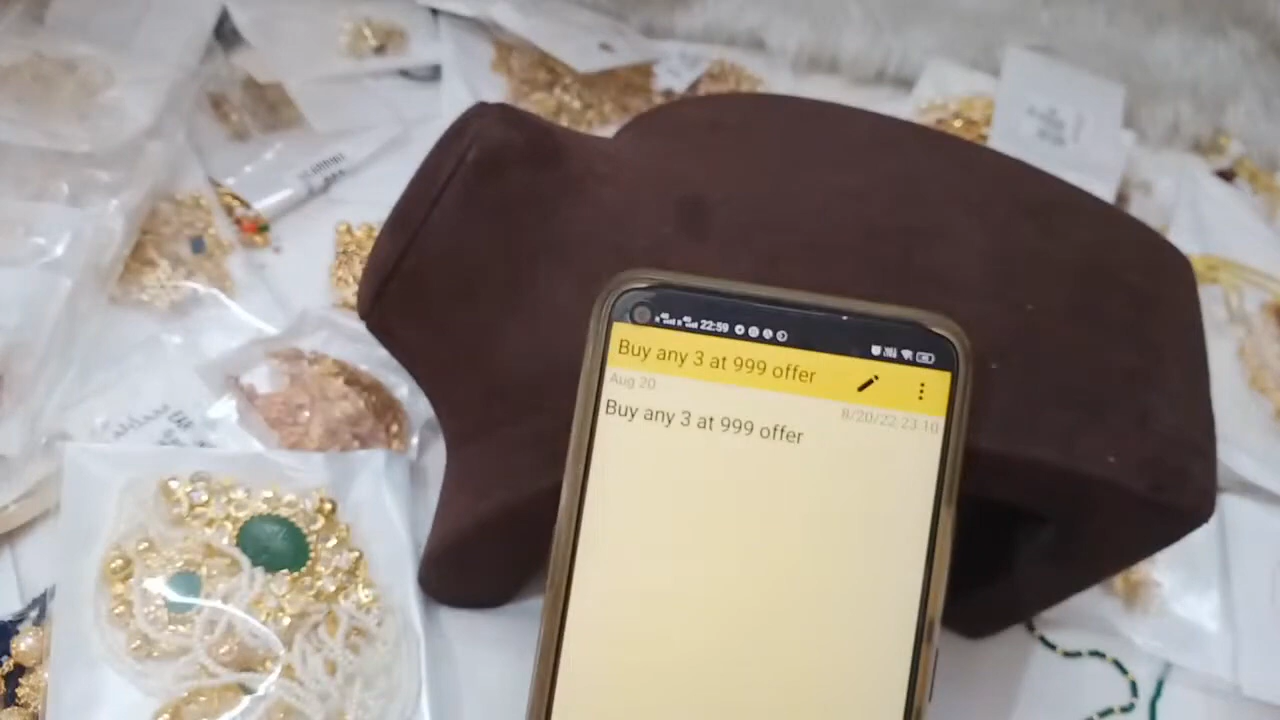 22:59
Buy any 3 at 999 offer
Aug 20
8/20/22 23.10
Buy any 3 at 999 offer